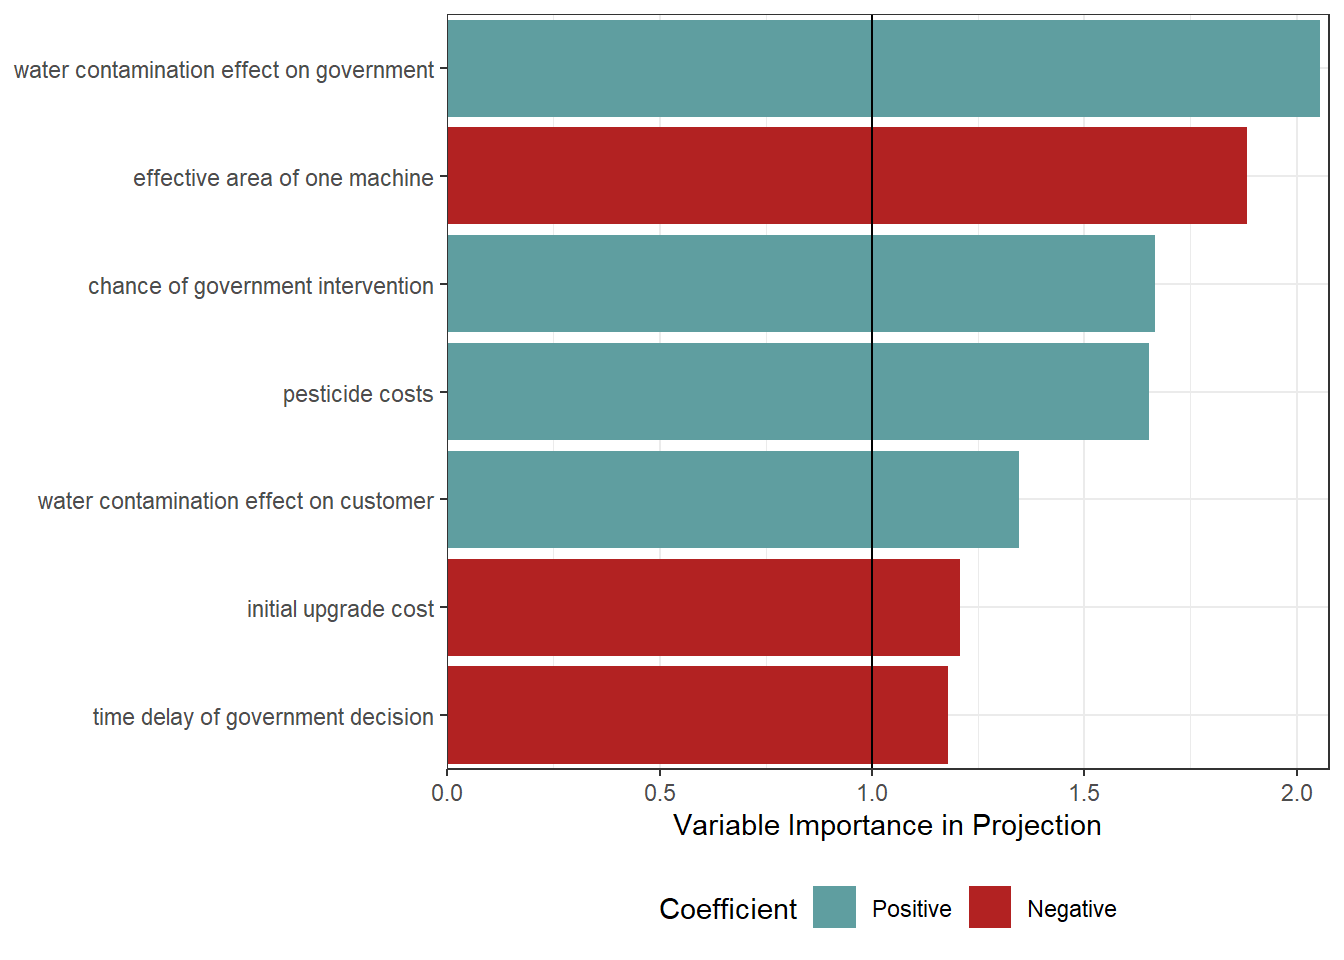 water contamination effect on government
effective area of one machine
chance of government intervention
pesticide costs
water contamination effect on customer
initial upgrade cost
time delay of government decision
0.0 0.5 1.0 1.5 2.0
Variable Importance in Projection
Coefficient Positive Negative